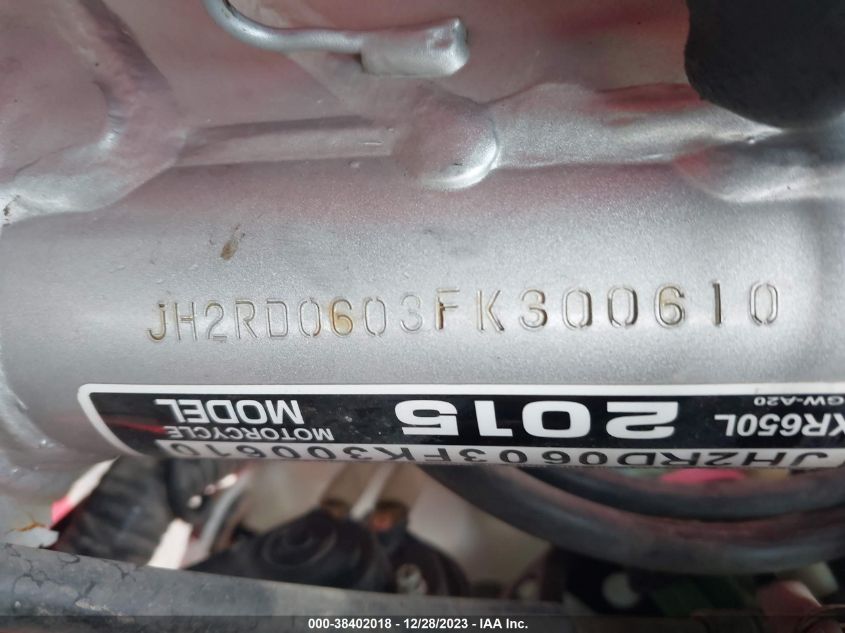 JH2RD0603FK300610
XR650L
GW-A20
2015
MOTORCYCLE
MODEL
JH2RD0603FK300610
000-38402018 - 12/28/2023 - IAA Inc.